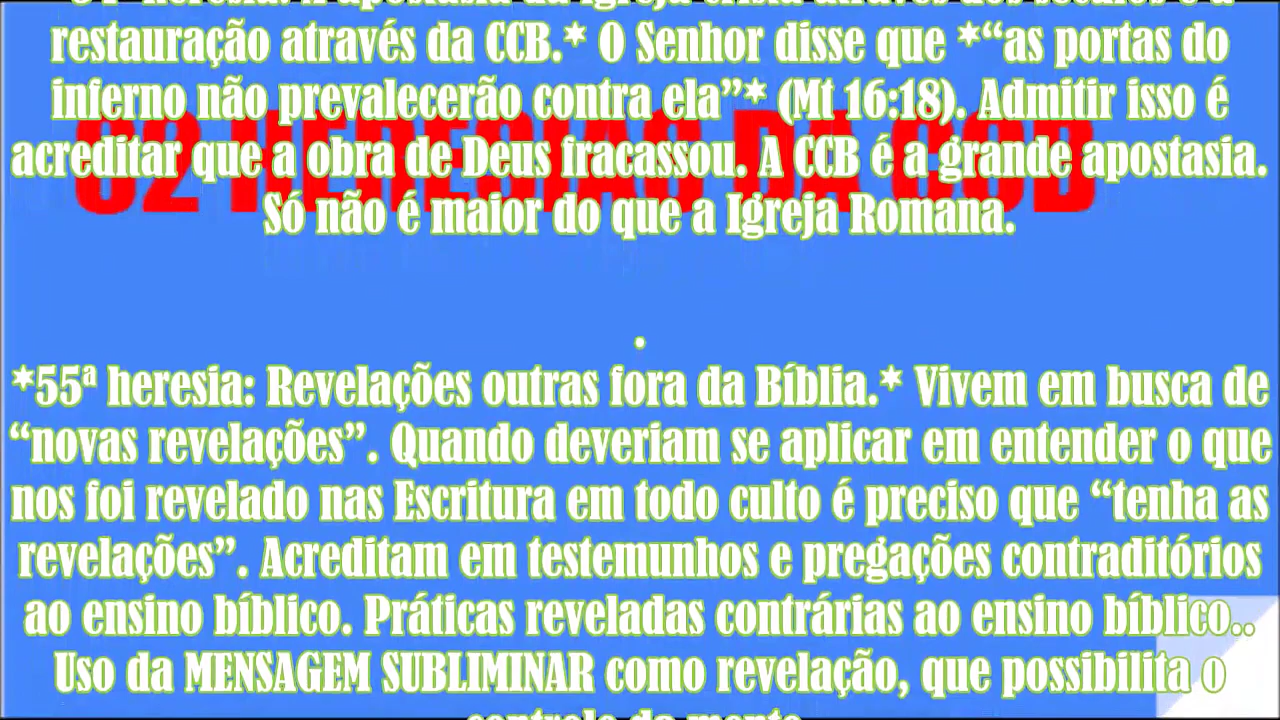 restauração através da CCB.* O Senhor disse que *“as portas do
inferno não prevalecerão contra ela”* (Mt 16:18). Admitir isso é
acreditar que a obra de Deus fracassou. A CCB é a grande apostasia.
Só não é maior do que a Igreja Romana.
.
*55ª heresia: Revelações outras fora da Bíblia.* Vivem em busca de
“novas revelações”. Quando deveriam se aplicar em entender o que
nos foi revelado nas Escritura em todo culto é preciso que “tenha as
revelações”. Acreditam em testemunhos e pregações contraditórios
ao ensino bíblico. Práticas reveladas contrárias ao ensino bíblico..
Uso da MENSAGEM SUBLIMINAR como revelação, que possibilita o